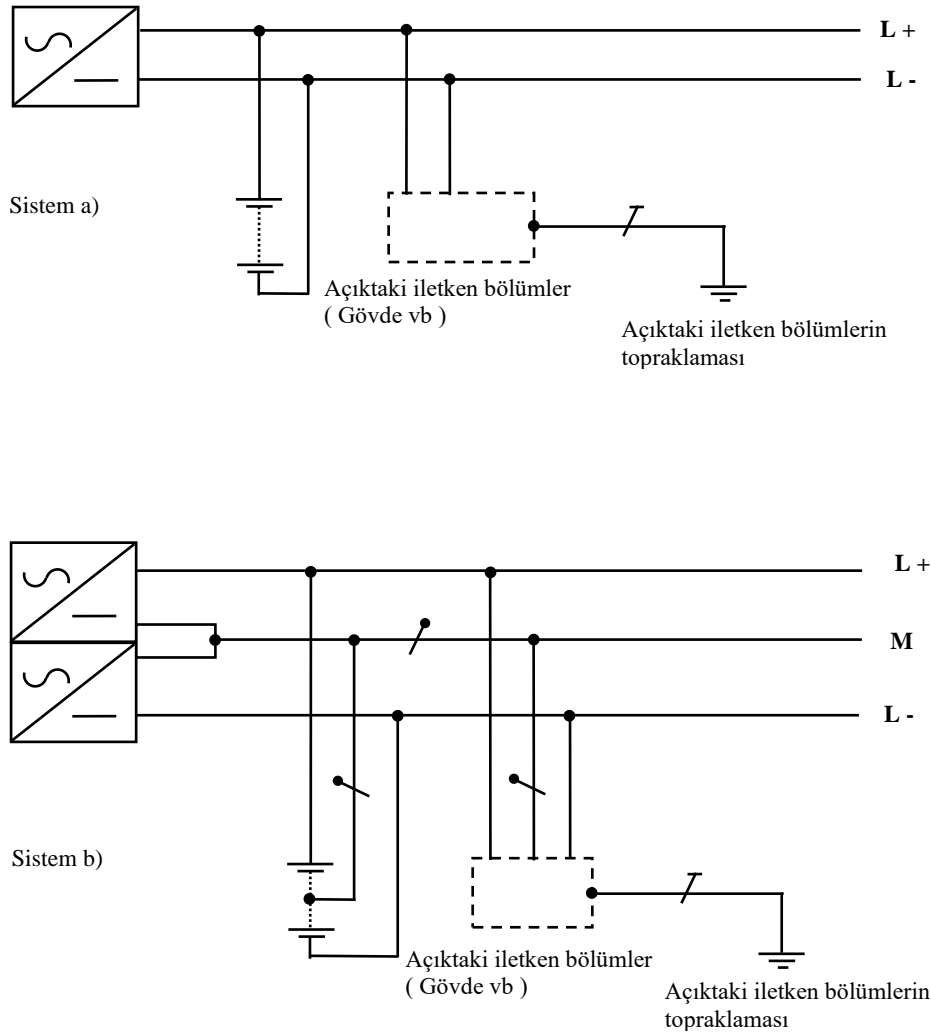 L +
L -
Sistem a)
Açıktaki iletken bölümler
( Gövde vb )
Açıktaki iletken bölümlerin
topraklaması
L +
M
L -
Sistem b)
Açıktaki iletken bölümler
( Gövde vb )
Açıktaki iletken bölümlerin
topraklaması